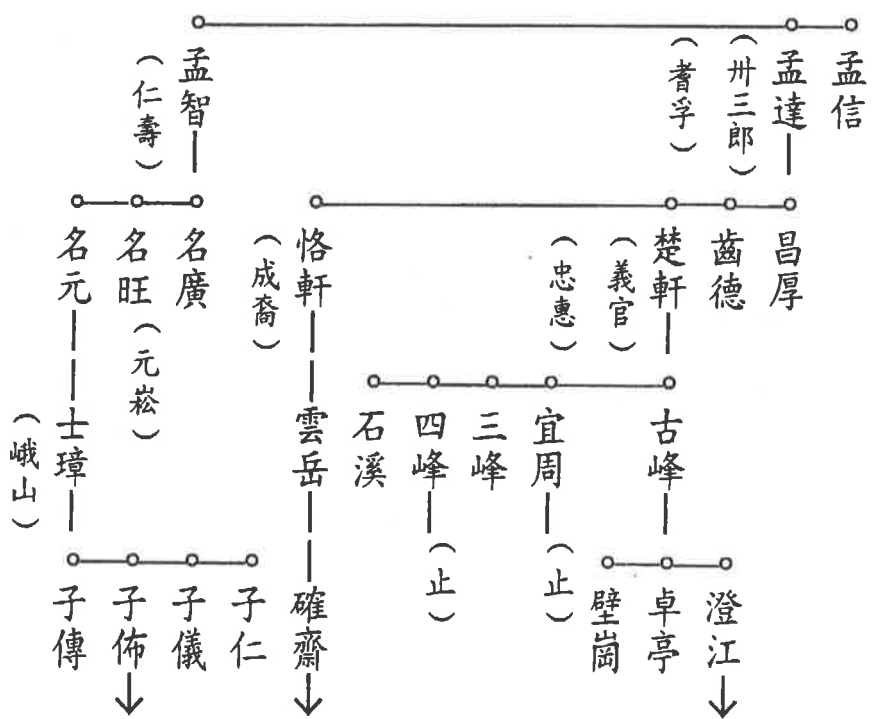 孟信
孟達
（卅三郎）
（耆孚）
孟智
（仁壽）
昌厚
齒德
楚軒
（義官）
（忠惠）
恪軒
（成裔）
名廣
名旺
（元崧）
名元
古峰
宜周
三峰
四峰
石溪
雲岳
士璋
（峨山）
（止）
（止）
澄江
卓亭
壁崗
確齋
子仁
子儀
子佈
子傳